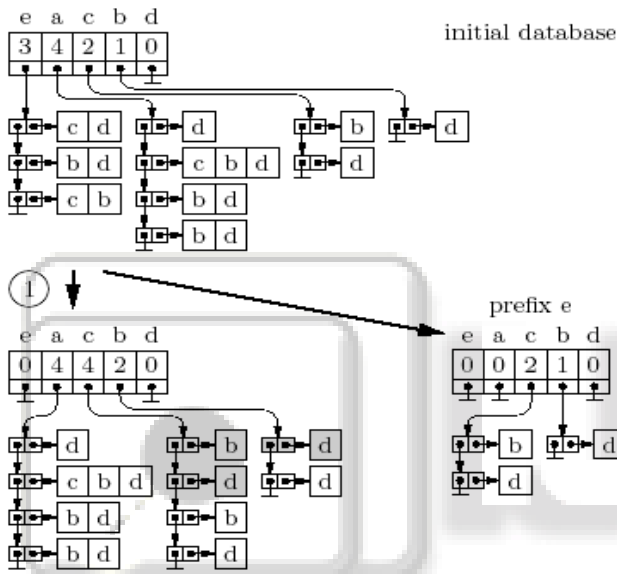 e a c b d
initial database
3 4 2 1 0
c d d b d
b d c b d d
c b b d
b d
1
prefix e
e a c b d e a c b d
0 4 4 2 0 0 0 2 1 0
d b d b d
c b d d d d
b d b
b d d